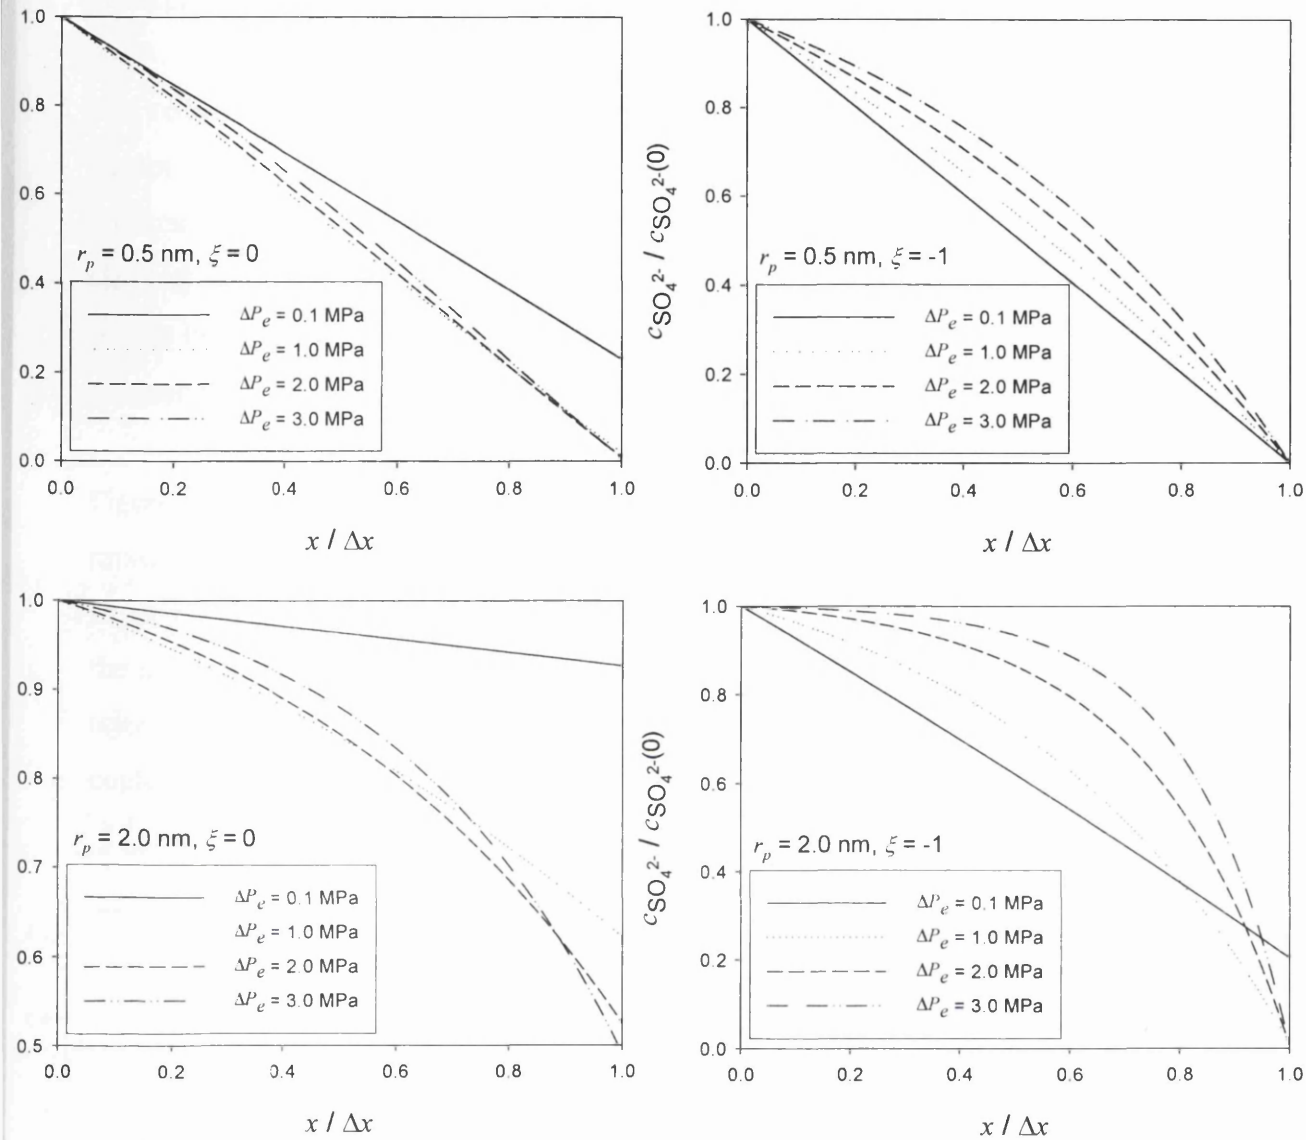 1.0
0.8
0.6
0.4
0.2
0.0
r_p = 0.5 nm, ξ = 0
ΔP_e = 0.1 MPa
ΔP_e = 1.0 MPa
ΔP_e = 2.0 MPa
ΔP_e = 3.0 MPa
0.0 0.2 0.4 0.6 0.8 1.0
x / Δx
c_SO₄²⁻ / c_SO₄²⁻(0)
1.0
0.8
0.6
0.4
0.2
0.0
r_p = 0.5 nm, ξ = -1
ΔP_e = 0.1 MPa
ΔP_e = 1.0 MPa
ΔP_e = 2.0 MPa
ΔP_e = 3.0 MPa
0.0 0.2 0.4 0.6 0.8 1.0
x / Δx
1.0
0.9
0.8
0.7
0.6
0.5
r_p = 2.0 nm, ξ = 0
ΔP_e = 0.1 MPa
ΔP_e = 1.0 MPa
ΔP_e = 2.0 MPa
ΔP_e = 3.0 MPa
0.0 0.2 0.4 0.6 0.8 1.0
x / Δx
c_SO₄²⁻ / c_SO₄²⁻(0)
1.0
0.8
0.6
0.4
0.2
0.0
r_p = 2.0 nm, ξ = -1
ΔP_e = 0.1 MPa
ΔP_e = 1.0 MPa
ΔP_e = 2.0 MPa
ΔP_e = 3.0 MPa
0.0 0.2 0.4 0.6 0.8 1.0
x / Δx